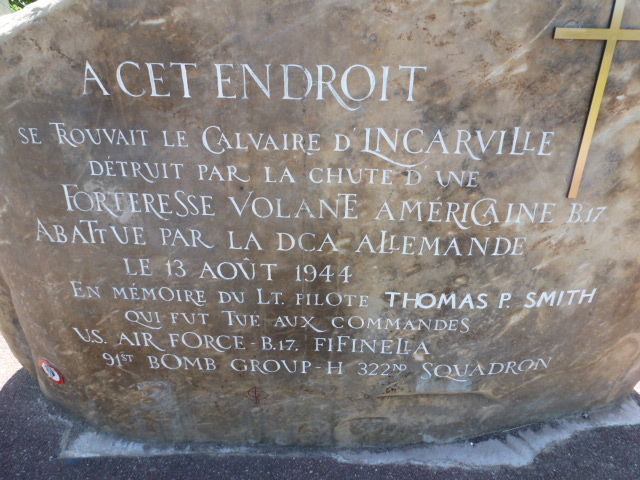 A CET ENDROIT
SE TROUVAIT LE CALVAIRE D'INCARVILLE
DÉTRUIT PAR LA CHUTE D'UNE
FORTERESSE VOLANTE AMÉRICAINE B.17
ABATTUE PAR LA DCA ALLEMANDE
LE 13 AOÛT 1944
EN MÉMOIRE DU LT. PILOTE THOMAS P. SMITH
QUI FUT TUE AUX COMMANDES
U.S. AIR FORCE - B.17. FIFINELLA
91ST BOMB GROUP-H 322ND SQUADRON